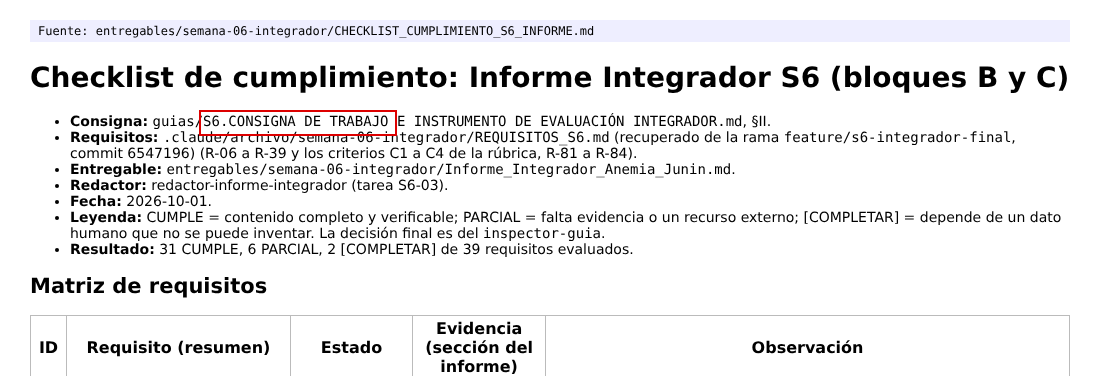 Fuente: entregables/semana-06-integrador/CHECKLIST_CUMPLIMIENTO_S6_INFORME.md
Checklist de cumplimiento: Informe Integrador S6 (bloques B y C)
• Consigna: guias/S6.CONSIGNA DE TRABAJO E INSTRUMENTO DE EVALUACIÓN INTEGRADOR.md, §II.
• Requisitos: .claude/archivo/semana-06-integrador/REQUISITOS_S6.md (recuperado de la rama feature/s6-integrador-final,
commit 6547196) (R-06 a R-39 y los criterios C1 a C4 de la rúbrica, R-81 a R-84).
• Entregable: entregables/semana-06-integrador/Informe_Integrador_Anemia_Junin.md.
• Redactor: redactor-informe-integrador (tarea S6-03).
• Fecha: 2026-10-01.
• Leyenda: CUMPLE = contenido completo y verificable; PARCIAL = falta evidencia o un recurso externo; [COMPLETAR] = depende de un dato
humano que no se puede inventar. La decisión final es del inspector-guia.
• Resultado: 31 CUMPLE, 6 PARCIAL, 2 [COMPLETAR] de 39 requisitos evaluados.
Matriz de requisitos
ID Requisito (resumen) Estado Evidencia (sección del informe) Observación